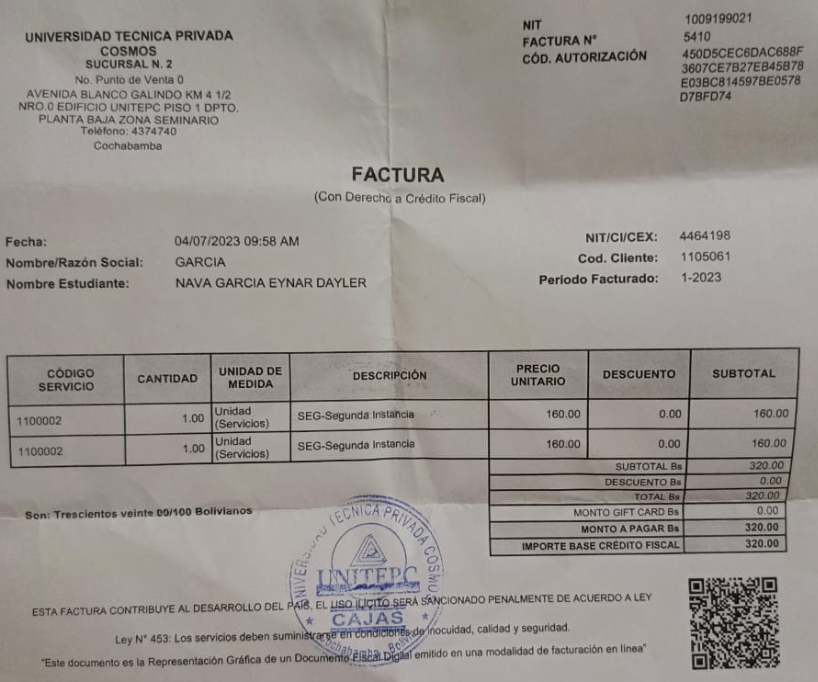 UNIVERSIDAD TECNICA PRIVADA
COSMOS
SUCURSAL N. 2
No. Punto de Venta 0
AVENIDA BLANCO GALINDO KM 4 1/2
NRO.0 EDIFICIO UNITEPC PISO 1 DPTO.
PLANTA BAJA ZONA SEMINARIO
Teléfono: 4374740
Cochabamba
NIT 1009199021
FACTURA N° 5410
CÓD. AUTORIZACIÓN 450D5CEC6DAC688F
3607CE7B27EB45B78
E03BC814597BE0578
D7BFD74
FACTURA
(Con Derecho a Crédito Fiscal)
Fecha: 04/07/2023 09:58 AM
Nombre/Razón Social: GARCIA
Nombre Estudiante: NAVA GARCIA EYNAR DAYLER
NIT/CI/CEX: 4464198
Cod. Cliente: 1105061
Periodo Facturado: 1-2023
CÓDIGO SERVICIO CANTIDAD UNIDAD DE MEDIDA DESCRIPCIÓN PRECIO UNITARIO DESCUENTO SUBTOTAL
1100002 1.00 Unidad (Servicios) SEG-Segunda Instancia 160.00 0.00 160.00
1100002 1.00 Unidad (Servicios) SEG-Segunda Instancia 160.00 0.00 160.00
SUBTOTAL Bs 320.00
DESCUENTO Bs 0.00
TOTAL Bs 320.00
MONTO GIFT CARD Bs 0.00
MONTO A PAGAR Bs 320.00
IMPORTE BASE CRÉDITO FISCAL 320.00
Son: Trescientos veinte 00/100 Bolivianos
UNIVERSIDAD TECNICA PRIVADA COSMOS
UNITEPC
CAJAS
Cochabamba - Bolivia
ESTA FACTURA CONTRIBUYE AL DESARROLLO DEL PAÍS, EL USO ILÍCITO SERÁ SANCIONADO PENALMENTE DE ACUERDO A LEY
Ley N° 453: Los servicios deben suministrarse en condiciones de inocuidad, calidad y seguridad.
"Este documento es la Representación Gráfica de un Documento Fiscal Digital emitido en una modalidad de facturación en línea"